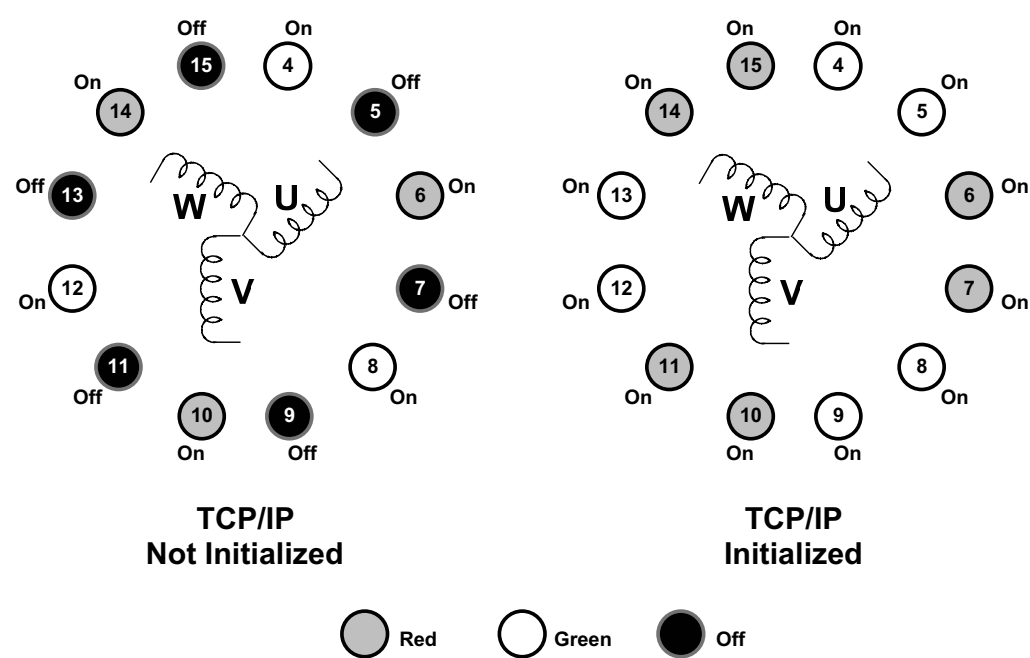 Off On On On
15 4 15 4
On Off On On
14 5 14 5
Off 13 6 On On 13 6 On
W U W U
On 12 V 7 Off On 12 V 7 On
11 8 11 8
Off On On On
10 9 10 9
On Off On On
TCP/IP TCP/IP
Not Initialized Initialized
Red Green Off